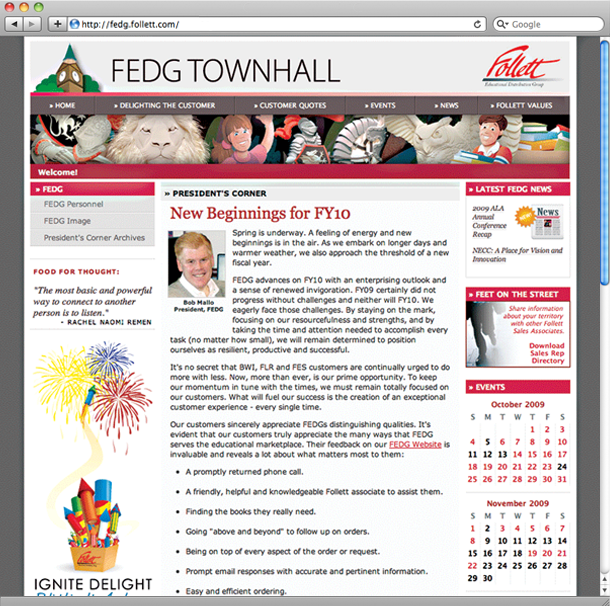 http://fedg.follett.com/
Google
FEDG TOWNHALL
Follett
Educational Distribution Group
» HOME
» DELIGHTING THE CUSTOMER
» CUSTOMER QUOTES
» EVENTS
» NEWS
» FOLLETT VALUES
Welcome!
» FEDG
FEDG Personnel
FEDG Image
President's Corner Archives
FOOD FOR THOUGHT:
"The most basic and powerful
way to connect to another
person is to listen."
- RACHEL NAOMI REMEN
Follett
IGNITE DELIGHT
» PRESIDENT'S CORNER
New Beginnings for FY10
Bob Mallo
President, FEDG
Spring is underway. A feeling of energy and new
beginnings is in the air. As we embark on longer days and
warmer weather, we also approach the threshold of a new
fiscal year.
FEDG advances on FY10 with an enterprising outlook and
a sense of renewed invigoration. FY09 certainly did not
progress without challenges and neither will FY10. We
eagerly face those challenges. By staying on the mark,
focusing on our resourcefulness and strengths, and by
taking the time and attention needed to accomplish every
task (no matter how small), we will remain determined to position
ourselves as resilient, productive and successful.
It's no secret that BWI, FLR and FES customers are continually urged to do
more with less. Now, more than ever, is our prime opportunity. To keep
our momentum in tune with the times, we must remain totally focused on
our customers. What will fuel our success is the creation of an exceptional
customer experience - every single time.
Our customers sincerely appreciate FEDGs distinguishing qualities. It's
evident that our customers truly appreciate the many ways that FEDG
serves the educational marketplace. Their feedback on our FEDG Website is
invaluable and reveals a lot about what matters most to them:
• A promptly returned phone call.
• A friendly, helpful and knowledgeable Follett associate to assist them.
• Finding the books they really need.
• Going "above and beyond" to follow up on orders.
• Being on top of every aspect of the order or request.
• Prompt email responses with accurate and pertinent information.
• Easy and efficient ordering.
» LATEST FEDG NEWS
2009 ALA
Annual
Conference
Recap
News
NECC: A Place for Vision and
Innovation
» FEET ON THE STREET
Share information
about your territory
with other Follett
Sales Associates.
Download
Sales Rep
Directory
» EVENTS
October 2009
S M T W T F S
1 2 3
4 5 6 7 8 9 10
11 12 13 14 15 16 17
18 19 20 21 22 23 24
25 26 27 28 29 30 31
November 2009
S M T W T F S
1 2 3 4 5 6 7
8 9 10 11 12 13 14
15 16 17 18 19 20 21
22 23 24 25 26 27 28
29 30